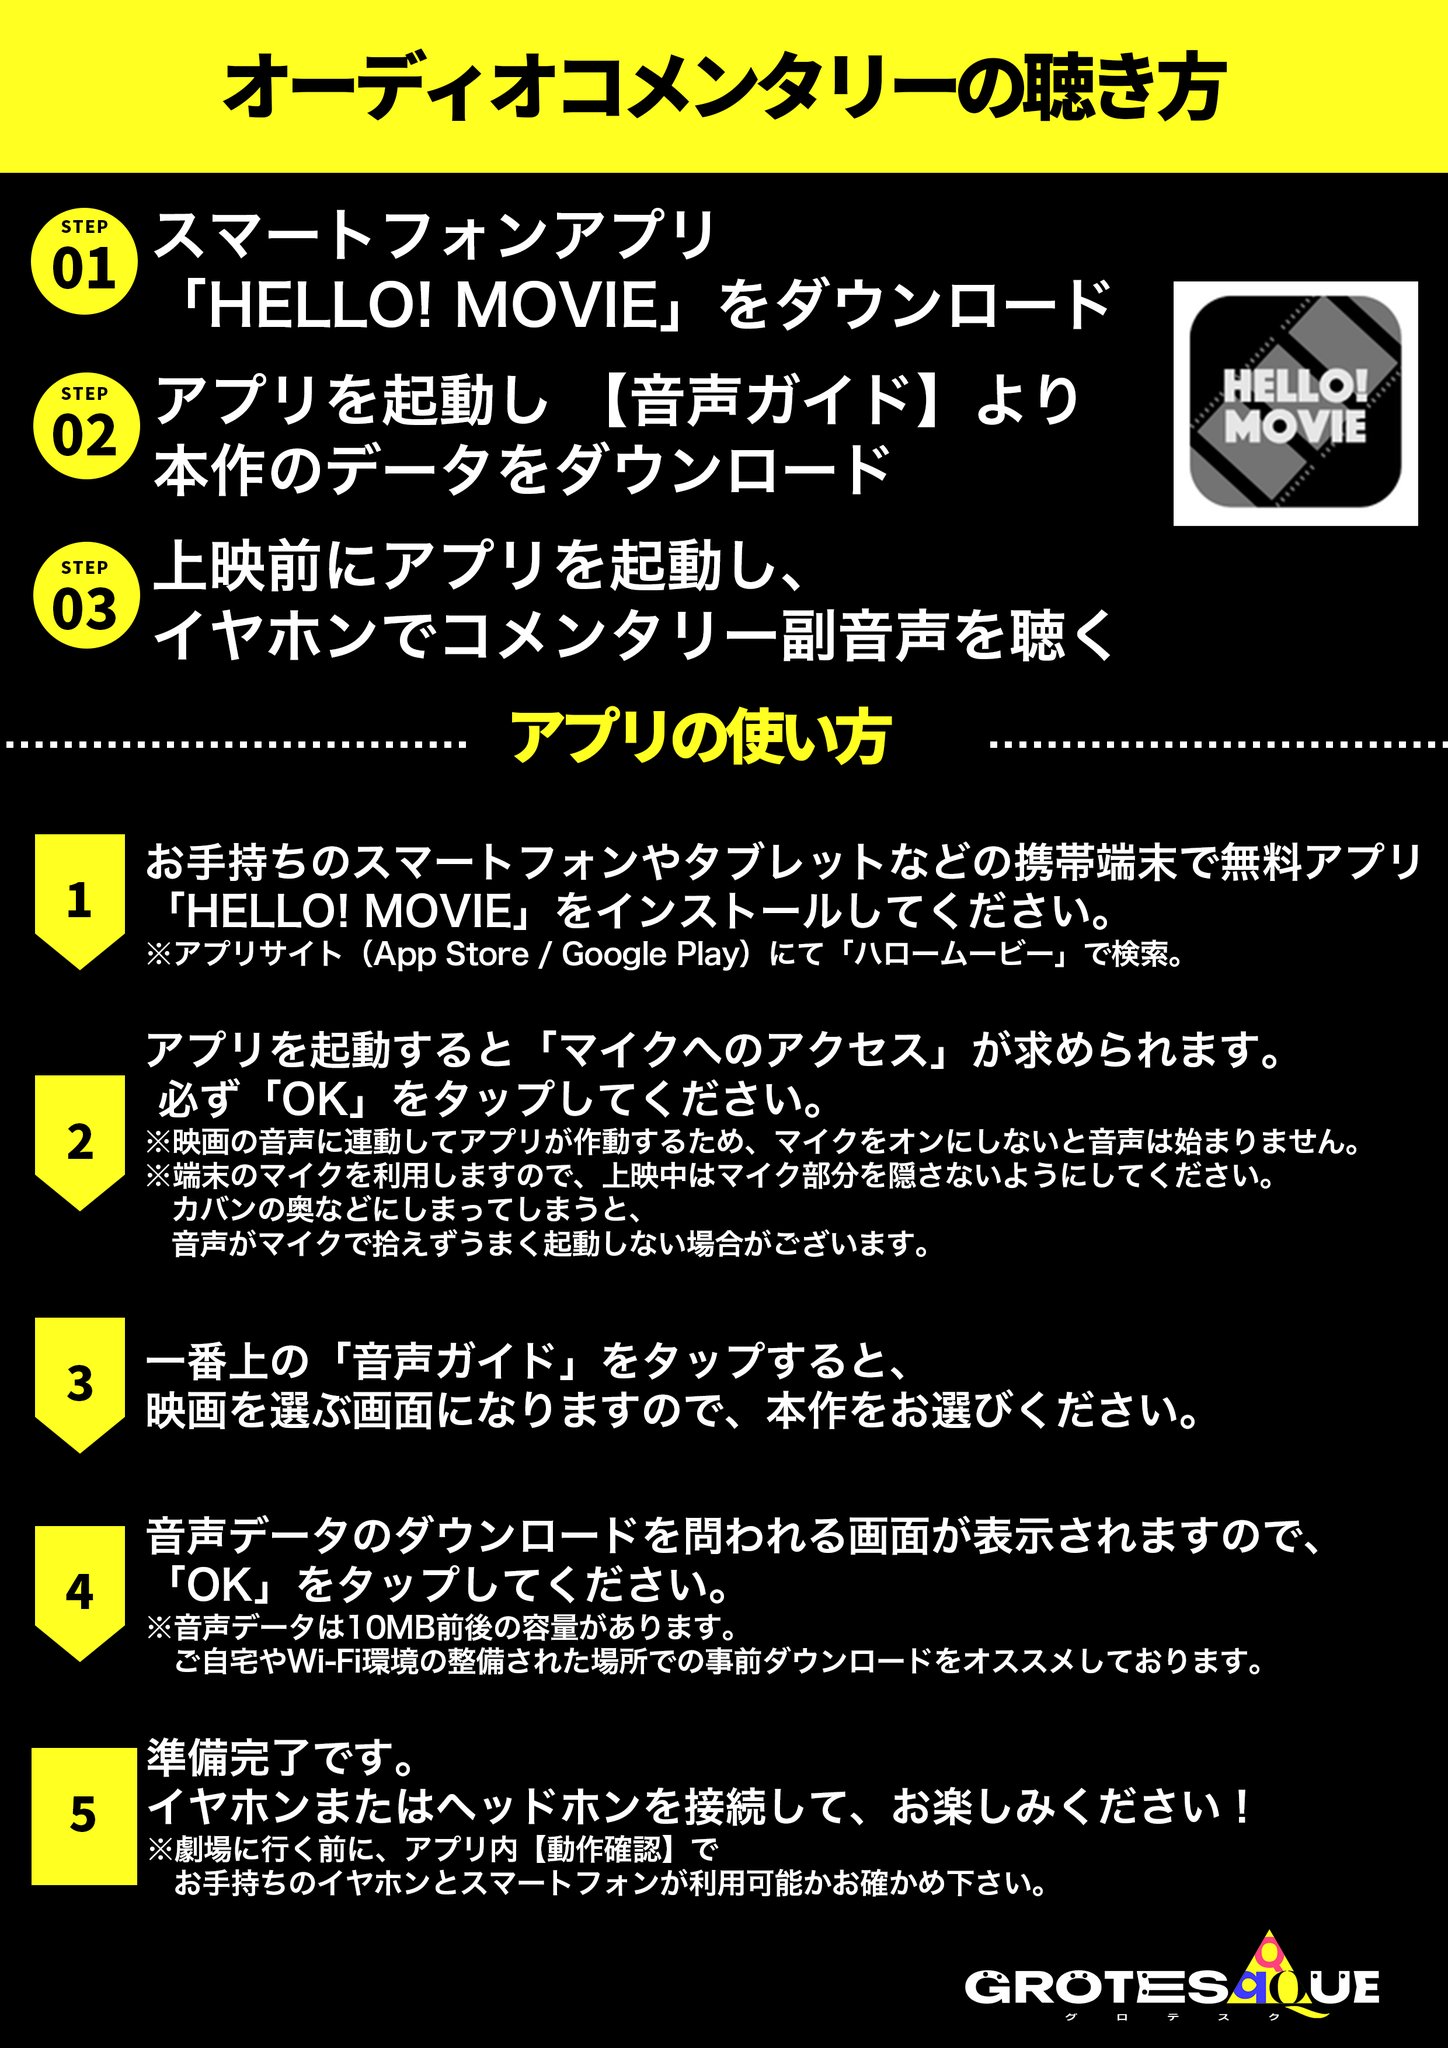 オーディオコメンタリーの聴き方
STEP
01
スマートフォンアプリ
「HELLO! MOVIE」をダウンロード
HELLO!
MOVIE
STEP
02
アプリを起動し 【音声ガイド】より
本作のデータをダウンロード
STEP
03
上映前にアプリを起動し、
イヤホンでコメンタリー副音声を聴く
アプリの使い方
1
お手持ちのスマートフォンやタブレットなどの携帯端末で無料アプリ
「HELLO! MOVIE」をインストールしてください。
※アプリサイト（App Store / Google Play）にて「ハロームービー」で検索。
2
アプリを起動すると「マイクへのアクセス」が求められます。
必ず「OK」をタップしてください。
※映画の音声に連動してアプリが作動するため、マイクをオンにしないと音声は始まりません。
※端末のマイクを利用しますので、上映中はマイク部分を隠さないようにしてください。
カバンの奥などにしまってしまうと、
音声がマイクで拾えずうまく起動しない場合がございます。
3
一番上の「音声ガイド」をタップすると、
映画を選ぶ画面になりますので、本作をお選びください。
4
音声データのダウンロードを問われる画面が表示されますので、
「OK」をタップしてください。
※音声データは10MB前後の容量があります。
ご自宅やWi-Fi環境の整備された場所での事前ダウンロードをオススメしております。
5
準備完了です。
イヤホンまたはヘッドホンを接続して、お楽しみください！
※劇場に行く前に、アプリ内【動作確認】で
お手持ちのイヤホンとスマートフォンが利用可能かお確かめ下さい。
Q
GROTESqQUE
グロテスク